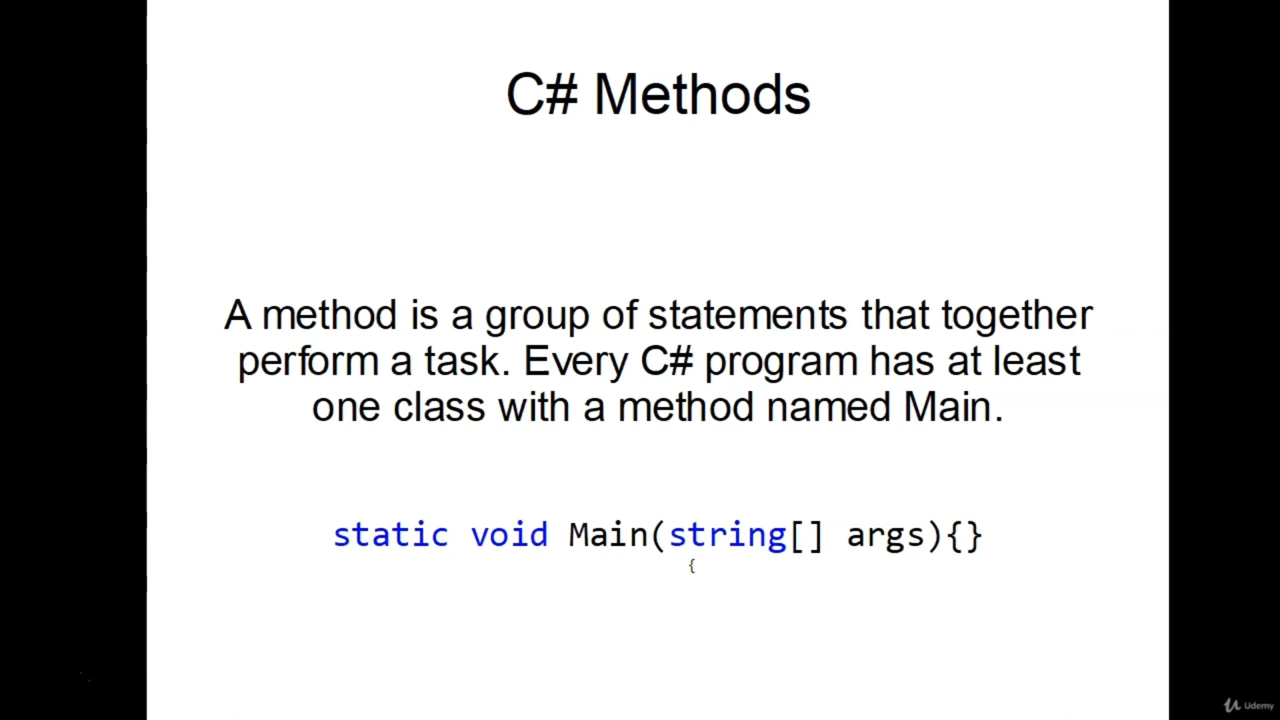 C# Methods
A method is a group of statements that together
perform a task. Every C# program has at least
one class with a method named Main.
static void Main(string[] args){}
{
Udemy